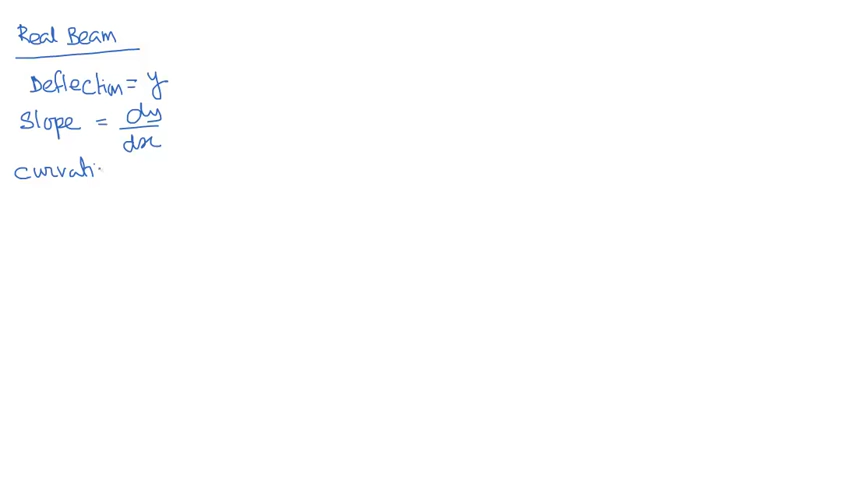 Real Beam
Deflection = y
Slope = dy/dx
curvati